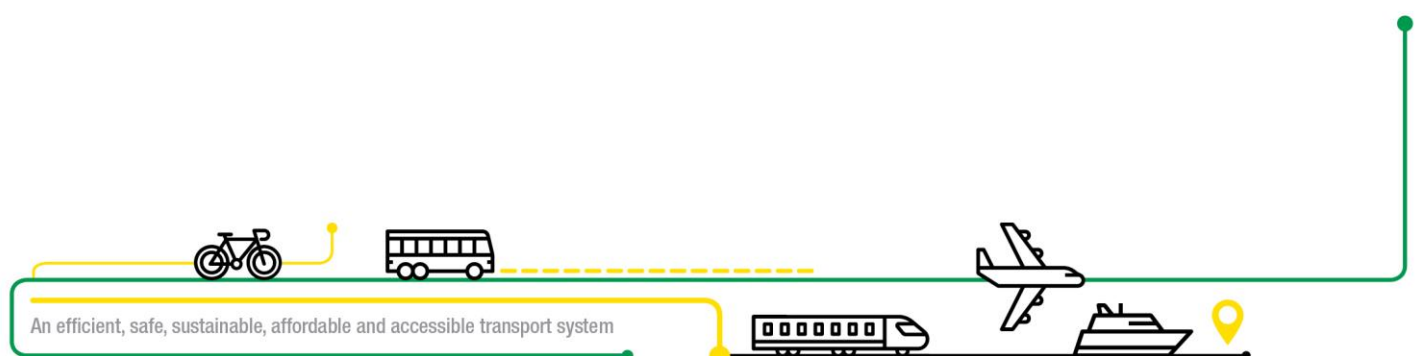 An efficient, safe, sustainable, affordable and accessible transport system